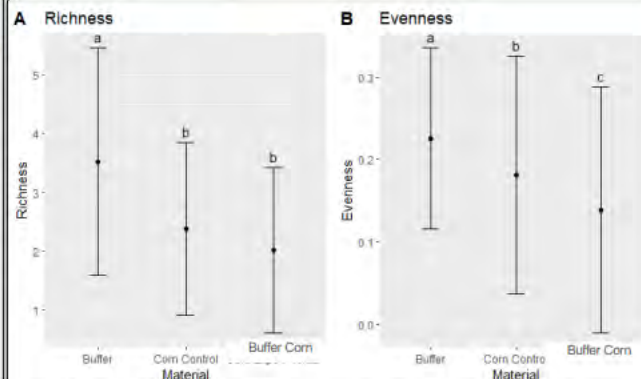 A Richness
a
b
b
5
4
3
2
1
Richness
Buffer
Corn Control
Buffer Corn
Material
B Evenness
a
b
c
0.3
0.2
0.1
0.0
Evenness
Buffer
Corn Contro
Buffer Corn
Material